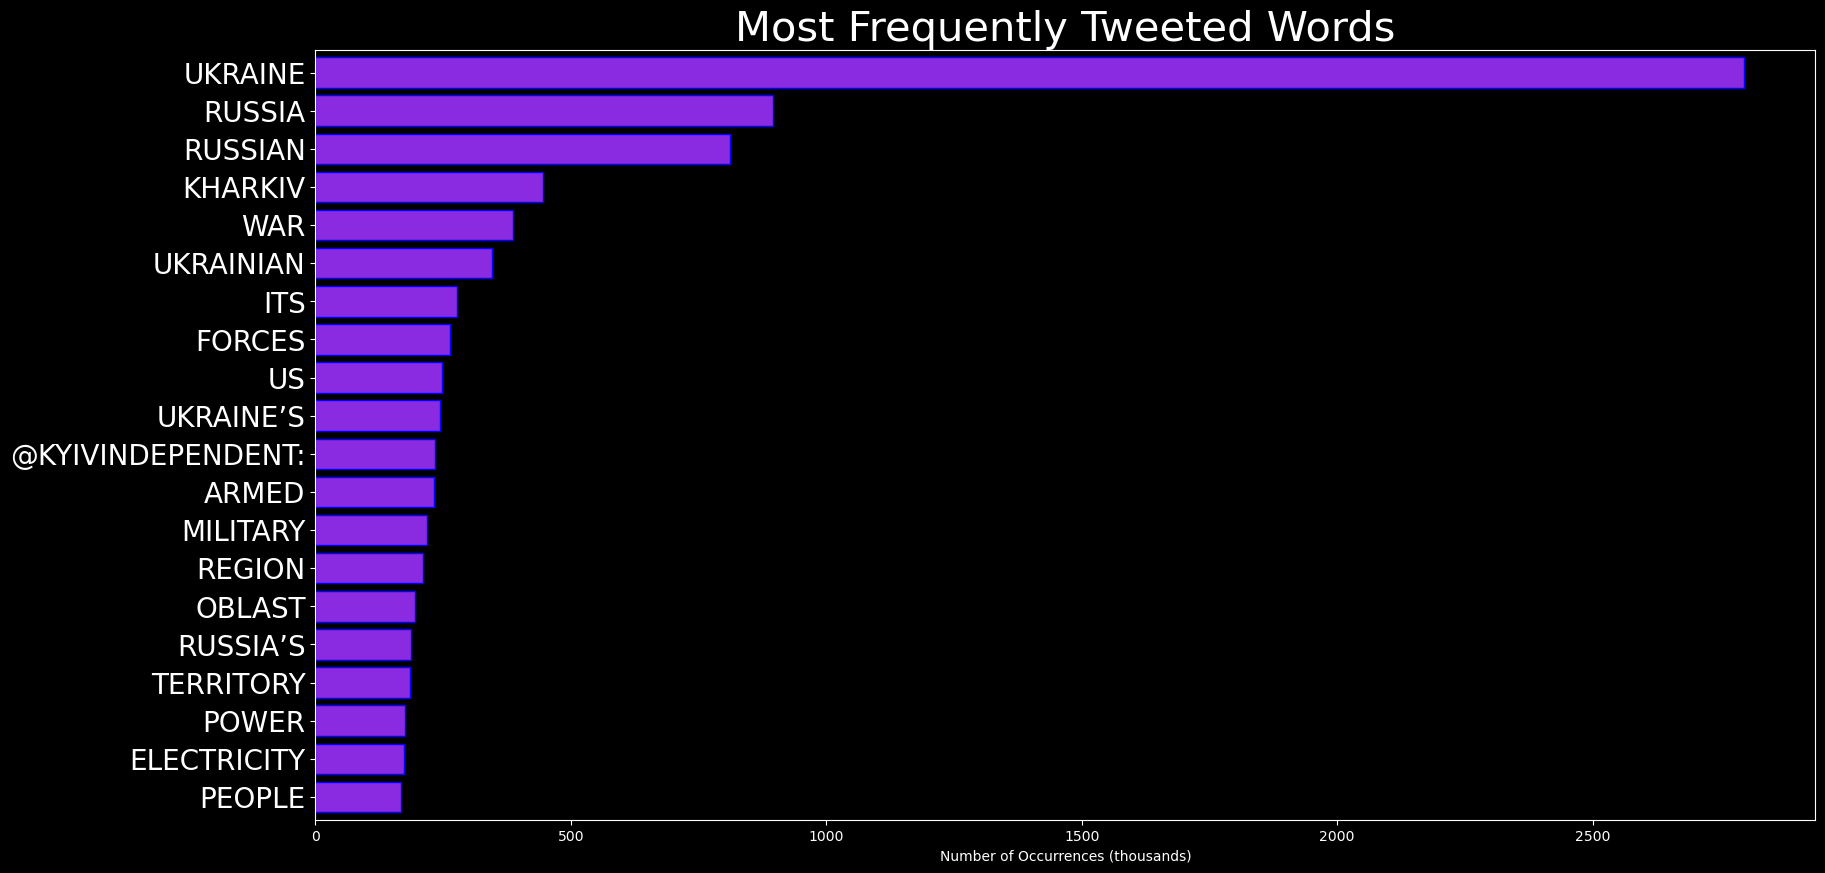 Most Frequently Tweeted Words
UKRAINE
RUSSIA
RUSSIAN
KHARKIV
WAR
UKRAINIAN
ITS
FORCES
US
UKRAINE’S
@KYIVINDEPENDENT:
ARMED
MILITARY
REGION
OBLAST
RUSSIA’S
TERRITORY
POWER
ELECTRICITY
PEOPLE
0 500 1000 1500 2000 2500
Number of Occurrences (thousands)